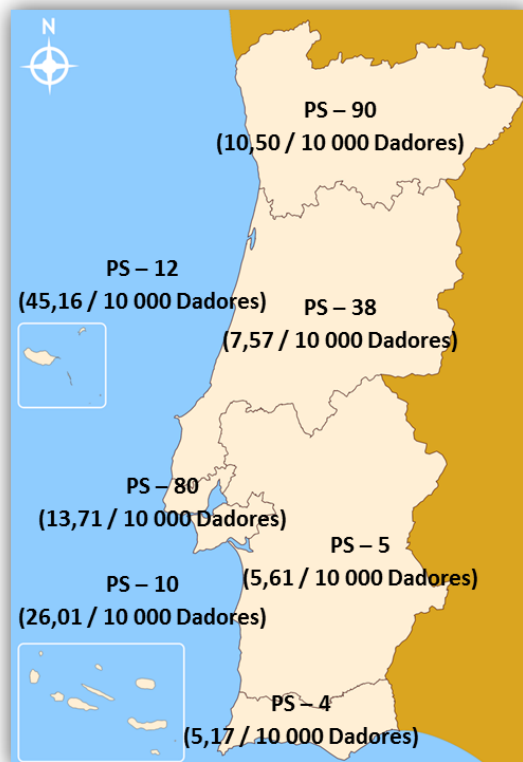 N
PS – 90
(10,50 / 10 000 Dadores)
PS – 12
(45,16 / 10 000 Dadores)
PS – 38
(7,57 / 10 000 Dadores)
PS – 80
(13,71 / 10 000 Dadores)
PS – 5
(5,61 / 10 000 Dadores)
PS – 10
(26,01 / 10 000 Dadores)
PS – 4
(5,17 / 10 000 Dadores)